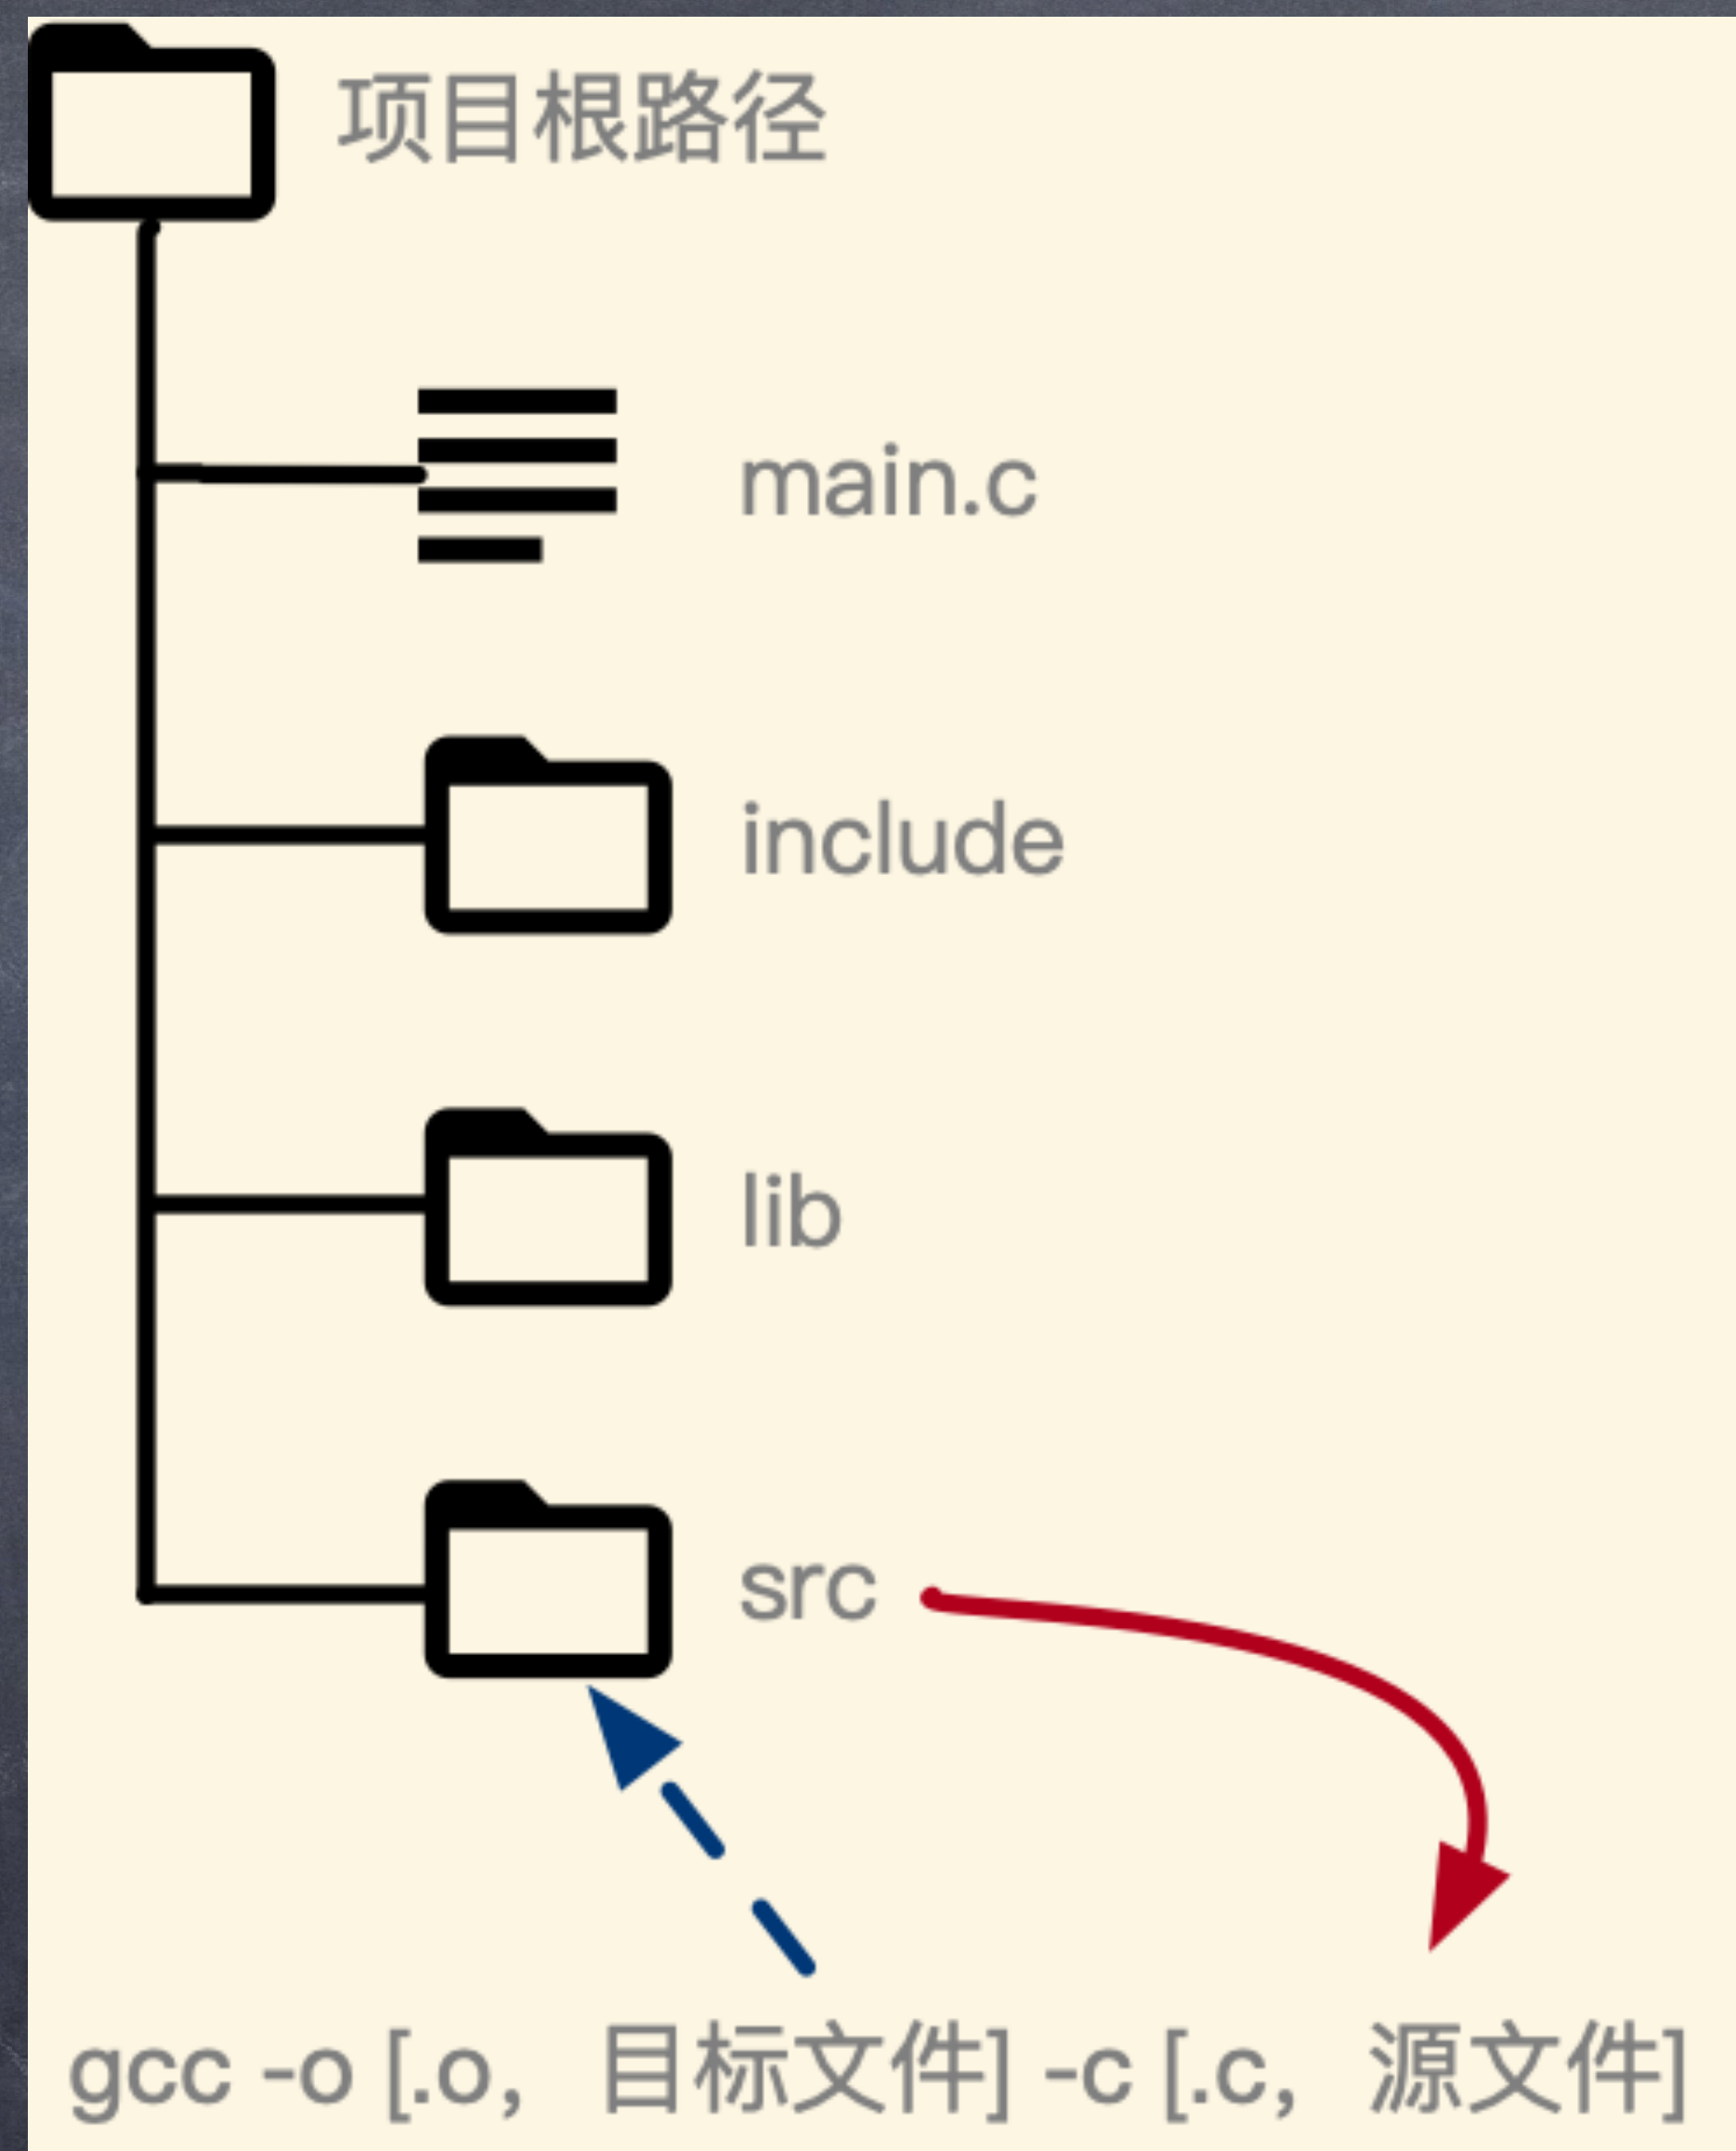 项目根路径
main.c
include
lib
src
gcc -o [.o，目标文件] -c [.c，源文件]